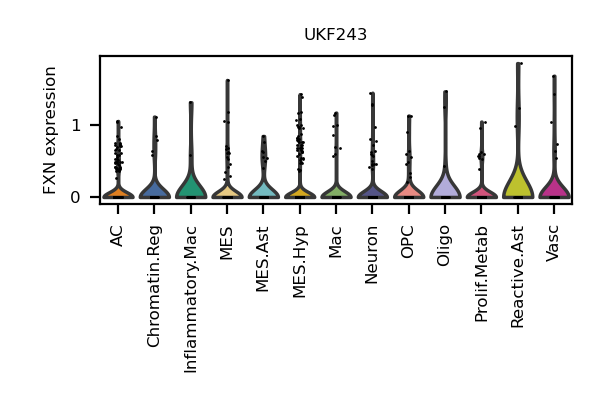 UKF243
FXN expression
1
0
AC
Chromatin.Reg
Inflammatory.Mac
MES
MES.Ast
MES.Hyp
Mac
Neuron
OPC
Oligo
Prolif.Metab
Reactive.Ast
Vasc